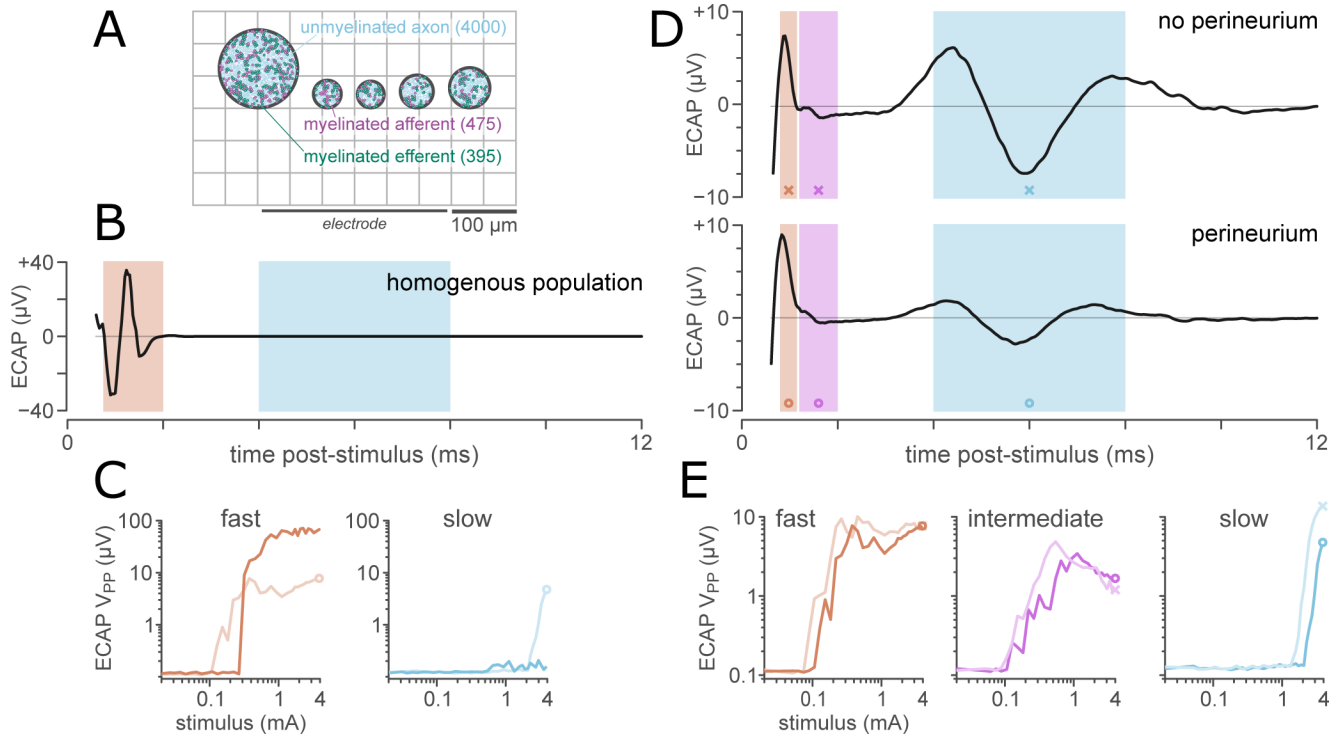 A
unmyelinated axon (4000)
myelinated afferent (475)
myelinated efferent (395)
electrode
100 µm
B
+40
0
−40
ECAP (µV)
homogenous population
0
12
time post-stimulus (ms)
C
fast
slow
100
10
1
ECAP VPP (µV)
0.1
1
4
stimulus (mA)
100
10
1
0.1
1
4
D
+10
0
−10
ECAP (µV)
no perineurium
+10
0
−10
ECAP (µV)
perineurium
0
12
time post-stimulus (ms)
E
fast
intermediate
slow
10
1
0.1
ECAP VPP (µV)
0.1
1
4
stimulus (mA)
0.1
1
4
0.1
1
4